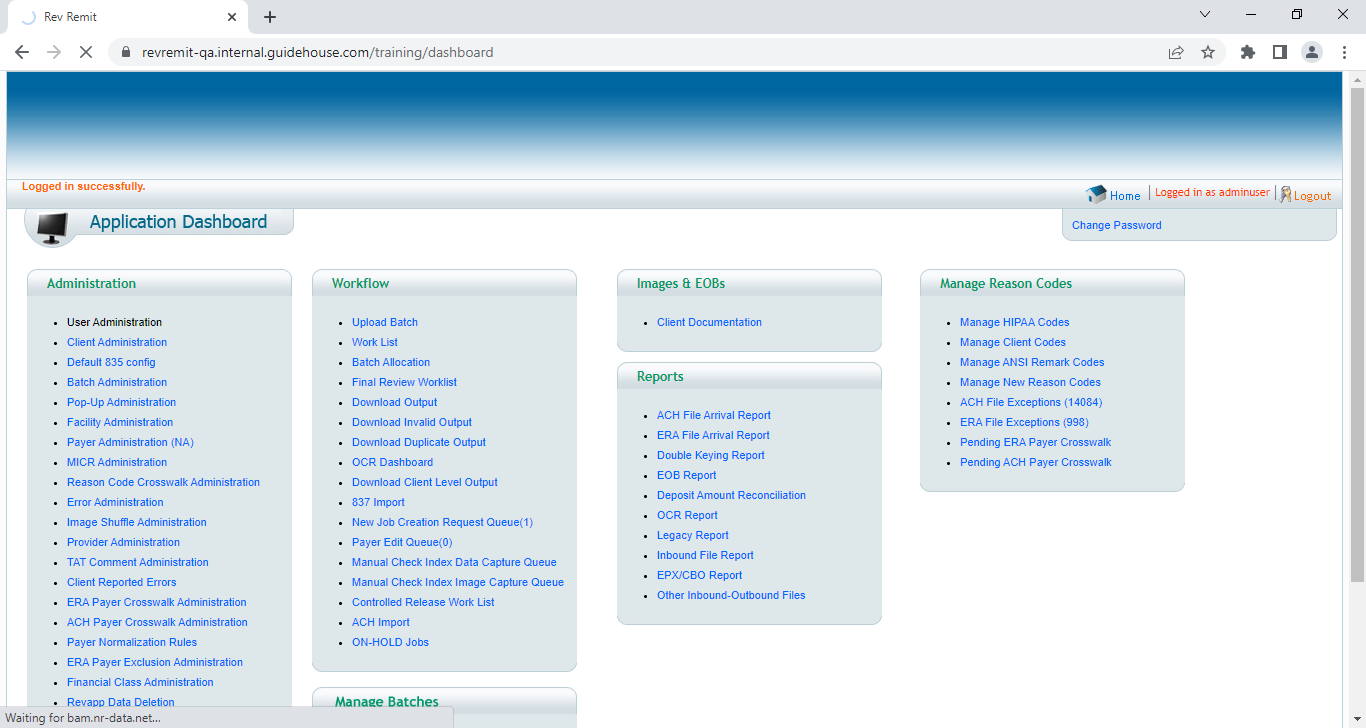 Rev Remit
revremit-qa.internal.guidehouse.com/training/dashboard
Logged in successfully.
Home
Logged in as adminuser
Logout
Application Dashboard
Change Password
Administration
User Administration
Client Administration
Default 835 config
Batch Administration
Pop-Up Administration
Facility Administration
Payer Administration (NA)
MICR Administration
Reason Code Crosswalk Administration
Error Administration
Image Shuffle Administration
Provider Administration
TAT Comment Administration
Client Reported Errors
ERA Payer Crosswalk Administration
ACH Payer Crosswalk Administration
Payer Normalization Rules
ERA Payer Exclusion Administration
Financial Class Administration
Revapp Data Deletion
Workflow
Upload Batch
Work List
Batch Allocation
Final Review Worklist
Download Output
Download Invalid Output
Download Duplicate Output
OCR Dashboard
Download Client Level Output
837 Import
New Job Creation Request Queue(1)
Payer Edit Queue(0)
Manual Check Index Data Capture Queue
Manual Check Index Image Capture Queue
Controlled Release Work List
ACH Import
ON-HOLD Jobs
Manage Batches
Images & EOBs
Client Documentation
Reports
ACH File Arrival Report
ERA File Arrival Report
Double Keying Report
EOB Report
Deposit Amount Reconciliation
OCR Report
Legacy Report
Inbound File Report
EPX/CBO Report
Other Inbound-Outbound Files
Manage Reason Codes
Manage HIPAA Codes
Manage Client Codes
Manage ANSI Remark Codes
Manage New Reason Codes
ACH File Exceptions (14084)
ERA File Exceptions (998)
Pending ERA Payer Crosswalk
Pending ACH Payer Crosswalk
Waiting for bam.nr-data.net...